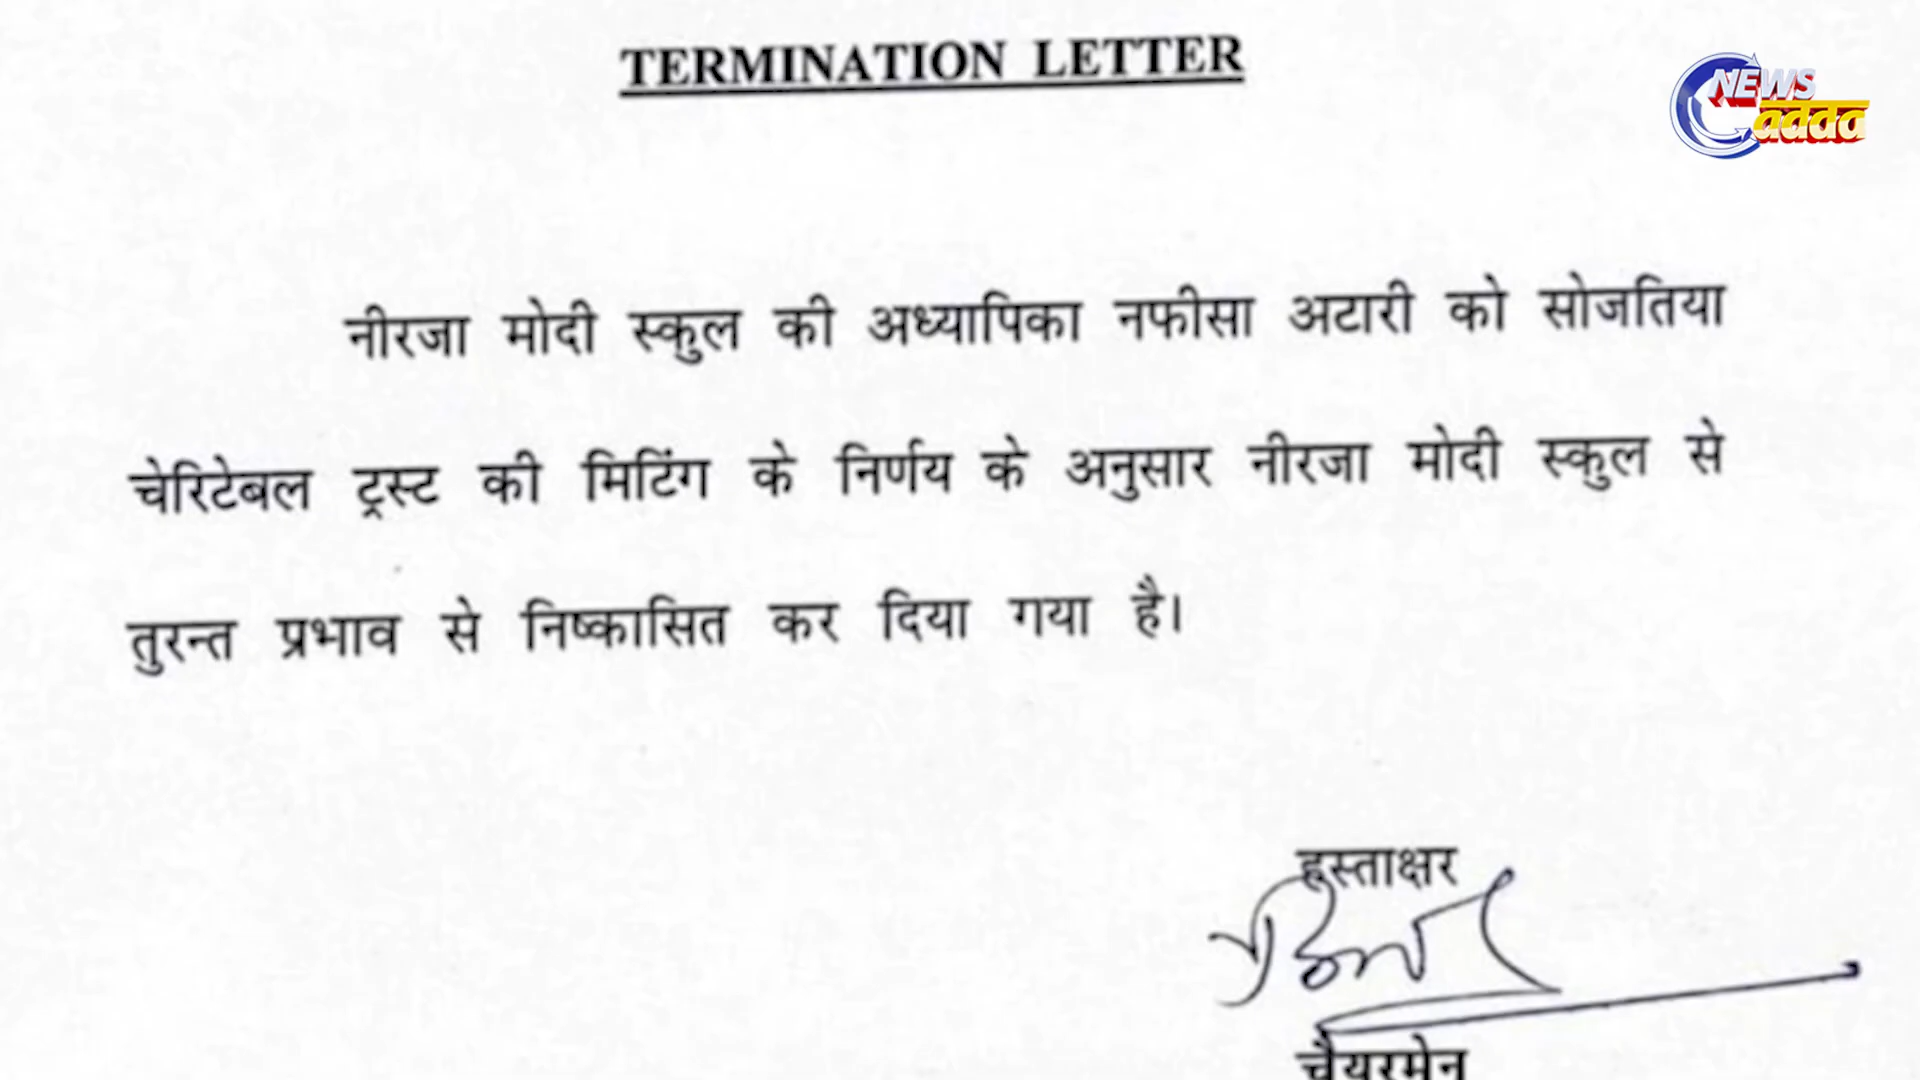 TERMINATION LETTER
NEWS
adda
नीरजा मोदी स्कुल की अध्यापिका नफीसा अटारी को सोजतिया
चेरिटेबल ट्रस्ट की मिटिंग के निर्णय के अनुसार नीरजा मोदी स्कुल से
तुरन्त प्रभाव से निष्कासित कर दिया गया है।
हस्ताक्षर
चैयरमेन